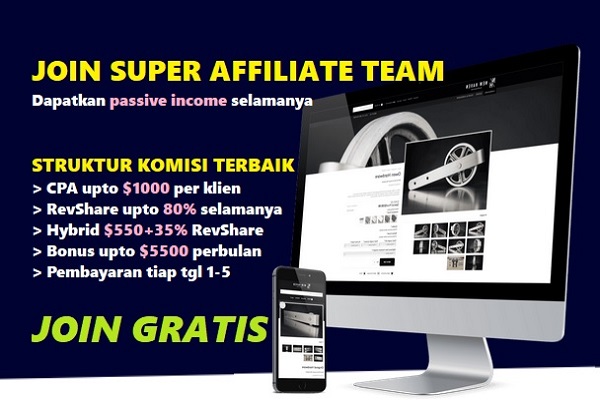 JOIN SUPER AFFILIATE TEAM
Dapatkan passive income selamanya
STRUKTUR KOMISI TERBAIK
> CPA upto $1000 per klien
> RevShare upto 80% selamanya
> Hybrid $550+35% RevShare
> Bonus upto $5500 perbulan
> Pembayaran tiap tgl 1-5
JOIN GRATIS